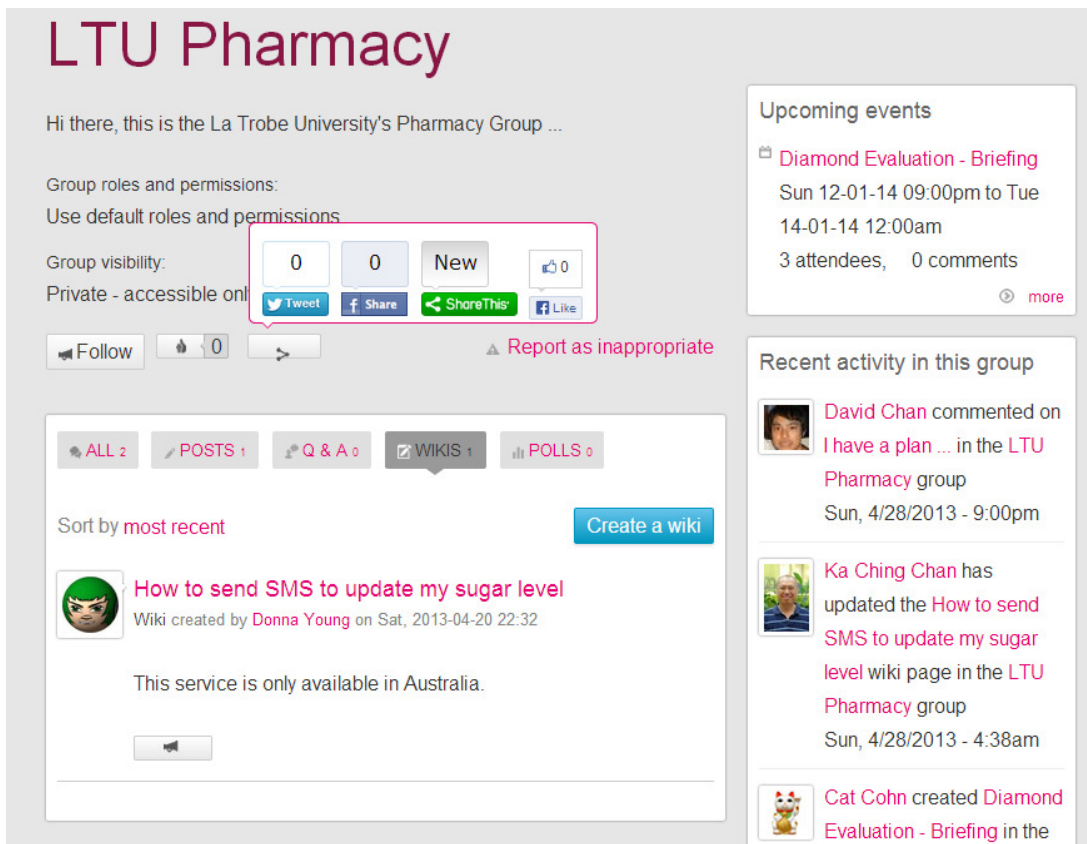 LTU Pharmacy
Hi there, this is the La Trobe University's Pharmacy Group ...
Group roles and permissions:
Use default roles and permissions
Group visibility:
Private - accessible
0
Tweet
0
Share
New
ShareThis
0
Like
Follow
0
Report as inappropriate
ALL 2
POSTS 1
Q & A 0
WIKIS 1
POLLS 0
Sort by most recent
Create a wiki
How to send SMS to update my sugar level
Wiki created by Donna Young on Sat, 2013-04-20 22:32
This service is only available in Australia.
Upcoming events
Diamond Evaluation - Briefing
Sun 12-01-14 09:00pm to Tue
14-01-14 12:00am
3 attendees, 0 comments
more
Recent activity in this group
David Chan commented on
I have a plan ... in the LTU
Pharmacy group
Sun, 4/28/2013 - 9:00pm
Ka Ching Chan has
updated the How to send
SMS to update my sugar
level wiki page in the LTU
Pharmacy group
Sun, 4/28/2013 - 4:38am
Cat Cohn created Diamond
Evaluation - Briefing in the